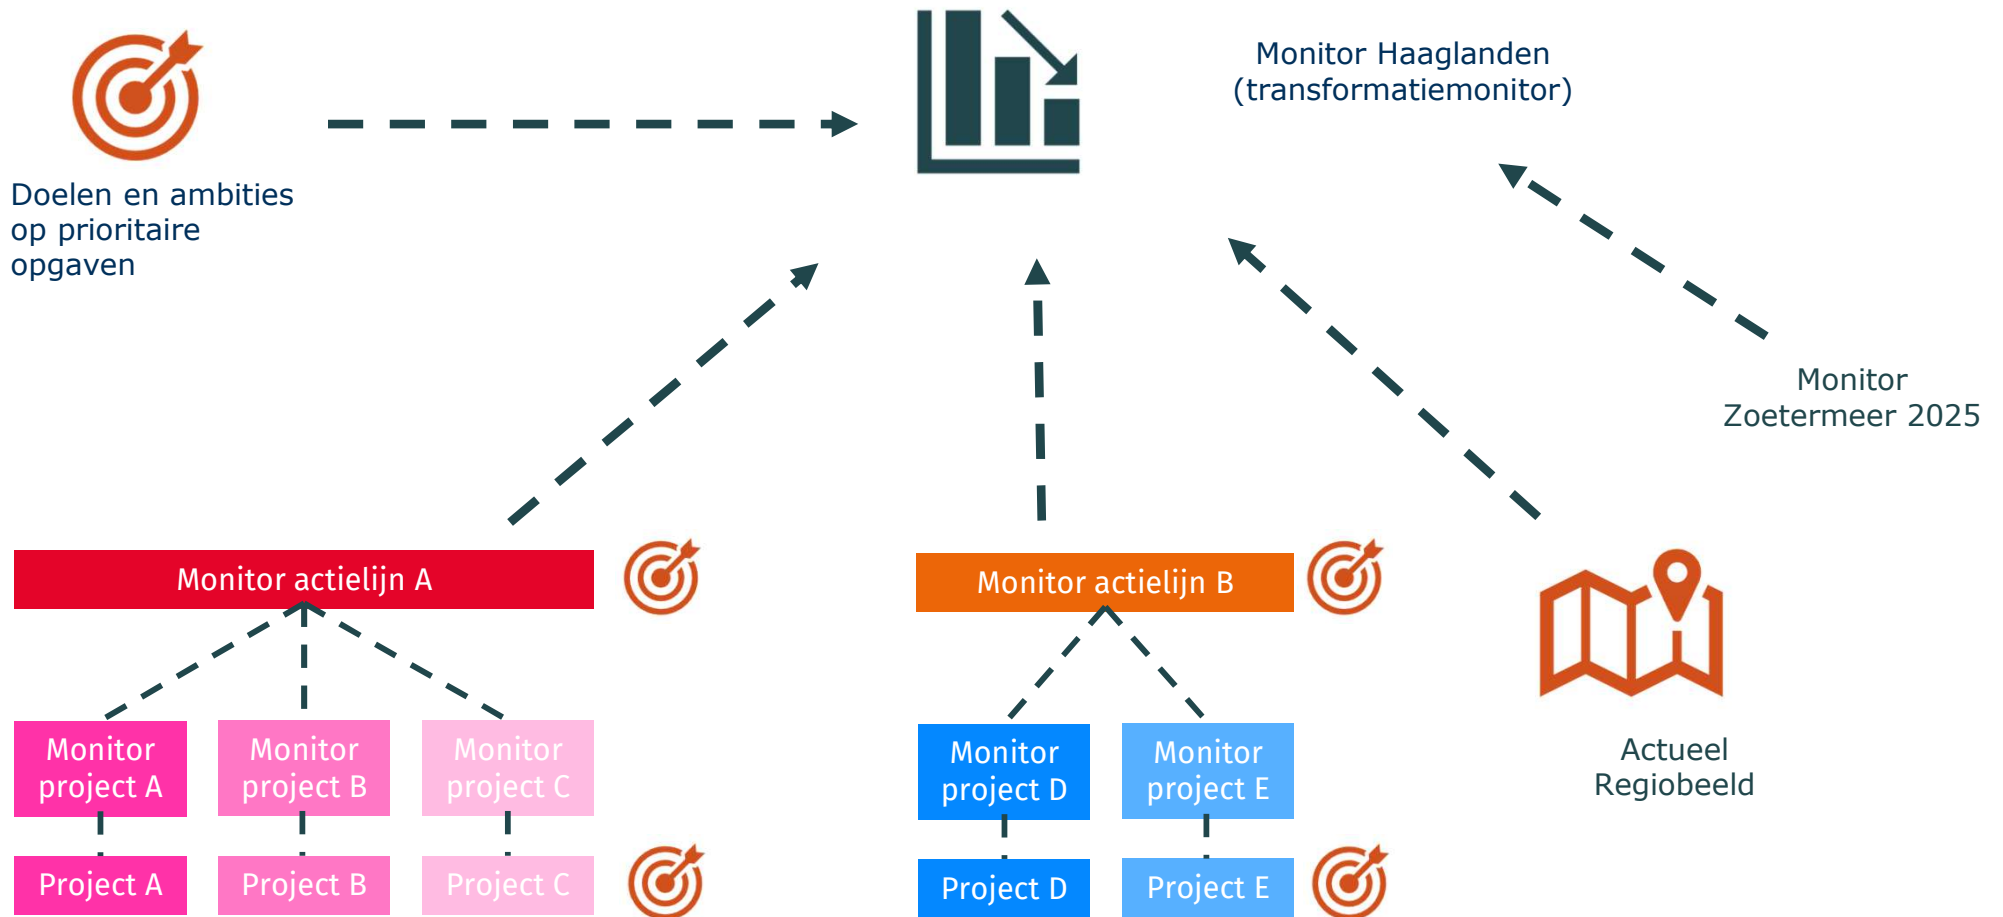 Monitor Haaglanden
(transformatiemonitor)
Doelen en ambities
op prioritaire
opgaven
Monitor
Zoetermeer 2025
Monitor actielijn A
Monitor actielijn B
Monitor
project A
Monitor
project B
Monitor
project C
Monitor
project D
Monitor
project E
Actueel
Regiobeeld
Project A
Project B
Project C
Project D
Project E